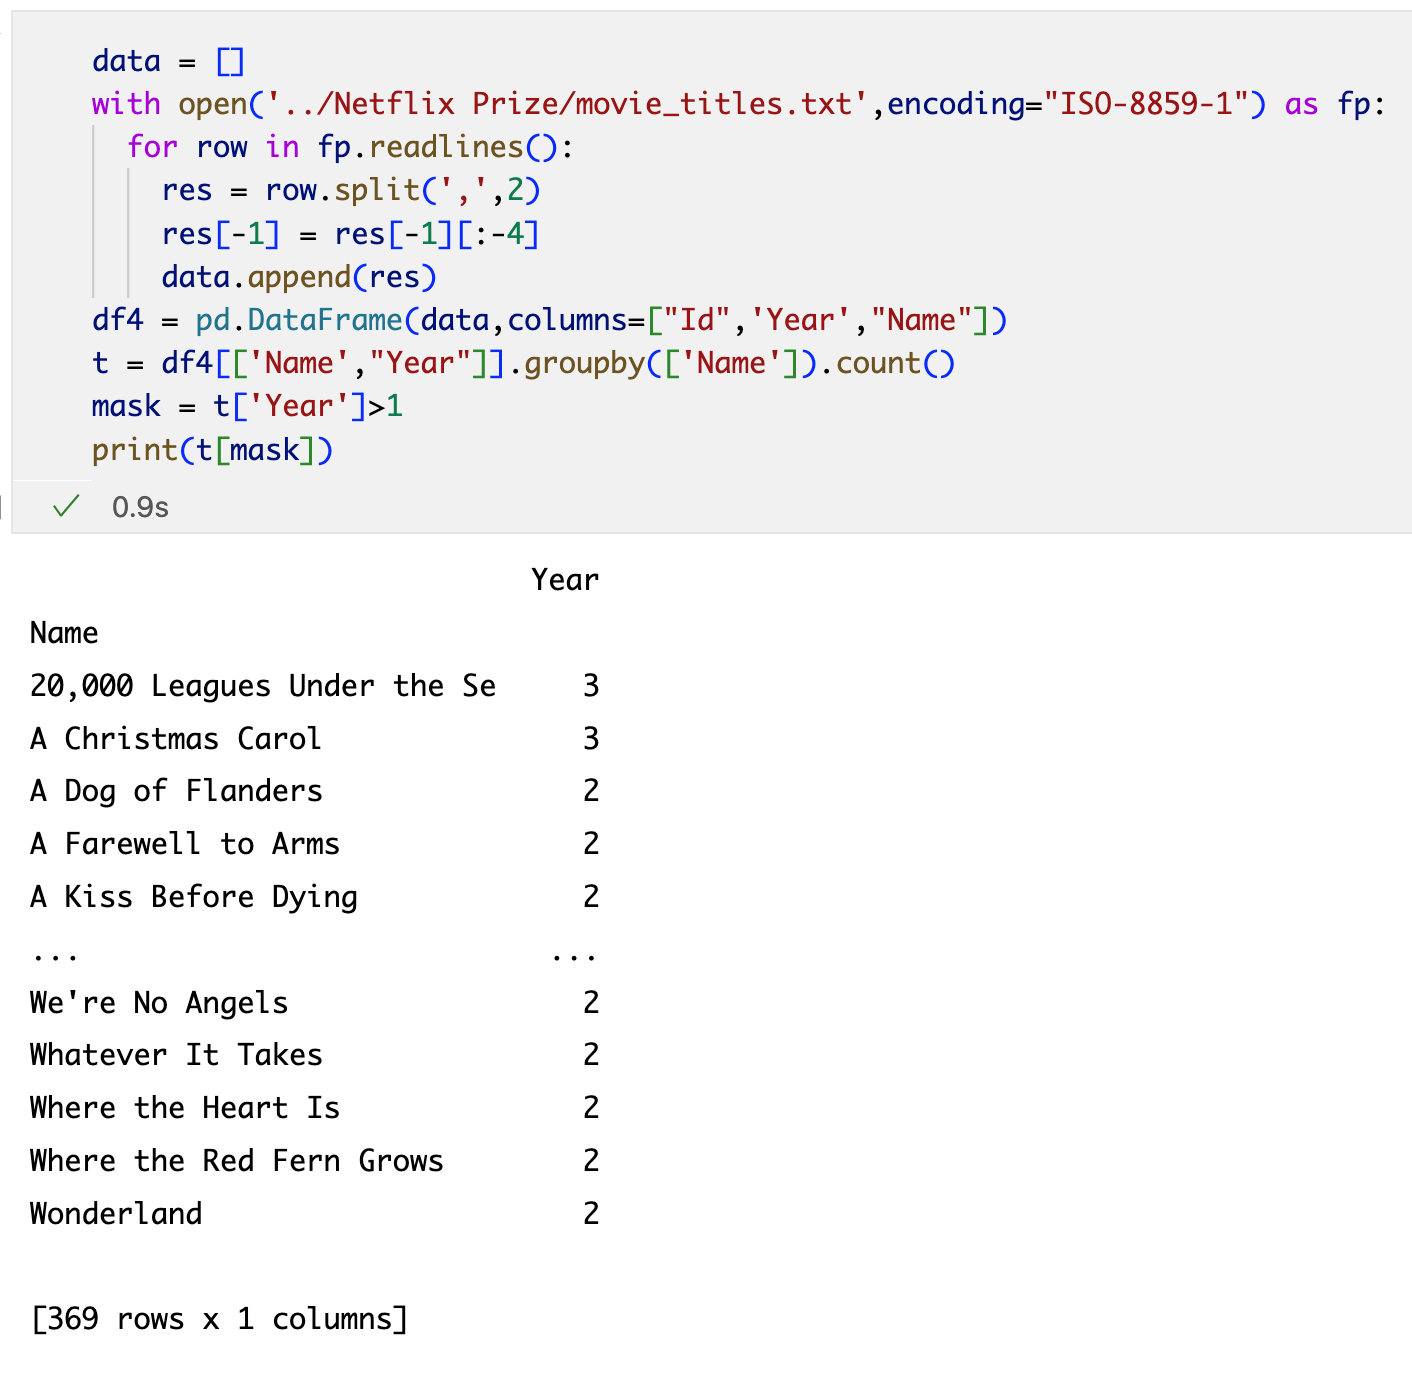 data = []
with open('../Netflix Prize/movie_titles.txt',encoding="ISO-8859-1") as fp:
  for row in fp.readlines():
    res = row.split(',',2)
    res[-1] = res[-1][:-4]
    data.append(res)
df4 = pd.DataFrame(data,columns=["Id",'Year',"Name"])
t = df4[['Name',"Year"]].groupby(['Name']).count()
mask = t['Year']>1
print(t[mask])
0.9s
Year
Name
20,000 Leagues Under the Se 3
A Christmas Carol 3
A Dog of Flanders 2
A Farewell to Arms 2
A Kiss Before Dying 2
... ...
We're No Angels 2
Whatever It Takes 2
Where the Heart Is 2
Where the Red Fern Grows 2
Wonderland 2
[369 rows x 1 columns]